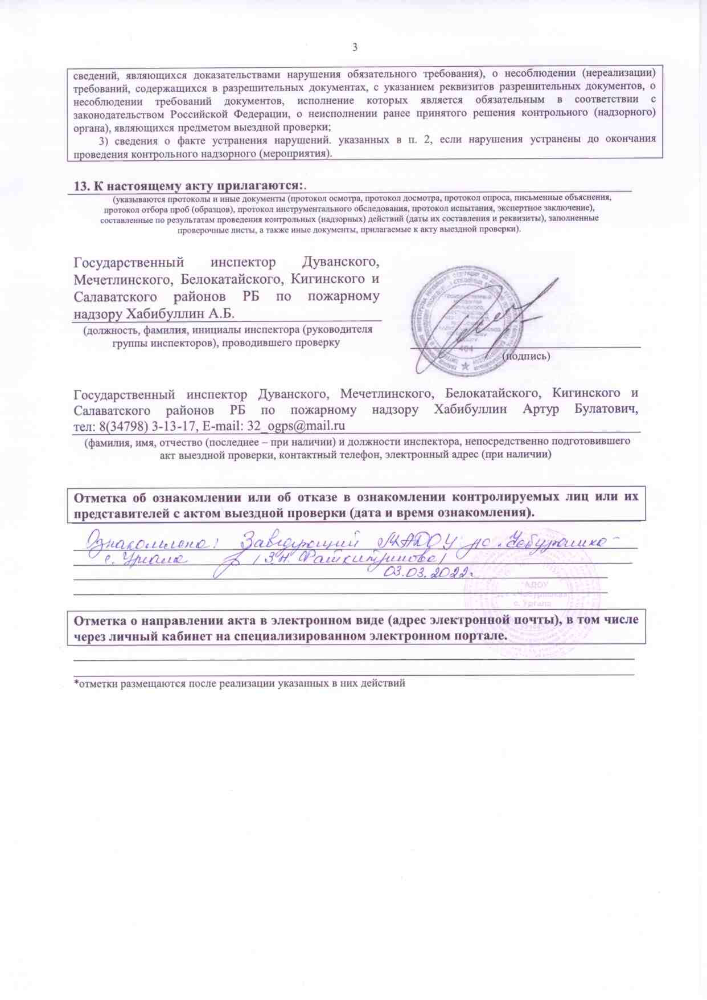 3
сведений, являющихся доказательствами нарушения обязательного требования), о несоблюдении (нереализации)
требований, содержащихся в разрешительных документах, с указанием реквизитов разрешительных документов, о
несоблюдении требований документов, исполнение которых является обязательным в соответствии с
законодательством Российской Федерации, о неисполнении ранее принятого решения контрольного (надзорного)
органа), являющихся предметом выездной проверки;
3) сведения о факте устранения нарушений. указанных в п. 2, если нарушения устранены до окончания
проведения контрольного надзорного (мероприятия).
13. К настоящему акту прилагаются:.
(указываются протоколы и иные документы (протокол осмотра, протокол досмотра, протокол опроса, письменные объяснения,
протокол отбора проб (образцов), протокол инструментального обследования, протокол испытания, экспертное заключение),
составленные по результатам проведения контрольных (надзорных) действий (даты их составления и реквизиты), заполненные
проверочные листы, а также иные документы, прилагаемые к акту выездной проверки).
Государственный инспектор Дуванского,
Мечетлинского, Белокатайского, Кигинского и
Салаватского районов РБ по пожарному
надзору Хабибуллин А.Б.
(должность, фамилия, инициалы инспектора (руководителя
группы инспекторов), проводившего проверку
404
(подпись)
Государственный инспектор Дуванского, Мечетлинского, Белокатайского, Кигинского и
Салаватского районов РБ по пожарному надзору Хабибуллин Артур Булатович,
тел: 8(34798) 3-13-17, E-mail: 32_ogps@mail.ru
(фамилия, имя, отчество (последнее – при наличии) и должности инспектора, непосредственно подготовившего
акт выездной проверки, контактный телефон, электронный адрес (при наличии)
Отметка об ознакомлении или об отказе в ознакомлении контролируемых лиц или их
представителей с актом выездной проверки (дата и время ознакомления).
Ознакомлена: Заведующий МАДОУ д/с "Чебурашка"
с. Ургала /З.Н.
03.03.2022г.
АДОУ
с. Ургала
Отметка о направлении акта в электронном виде (адрес электронной почты), в том числе
через личный кабинет на специализированном электронном портале.
*отметки размещаются после реализации указанных в них действий